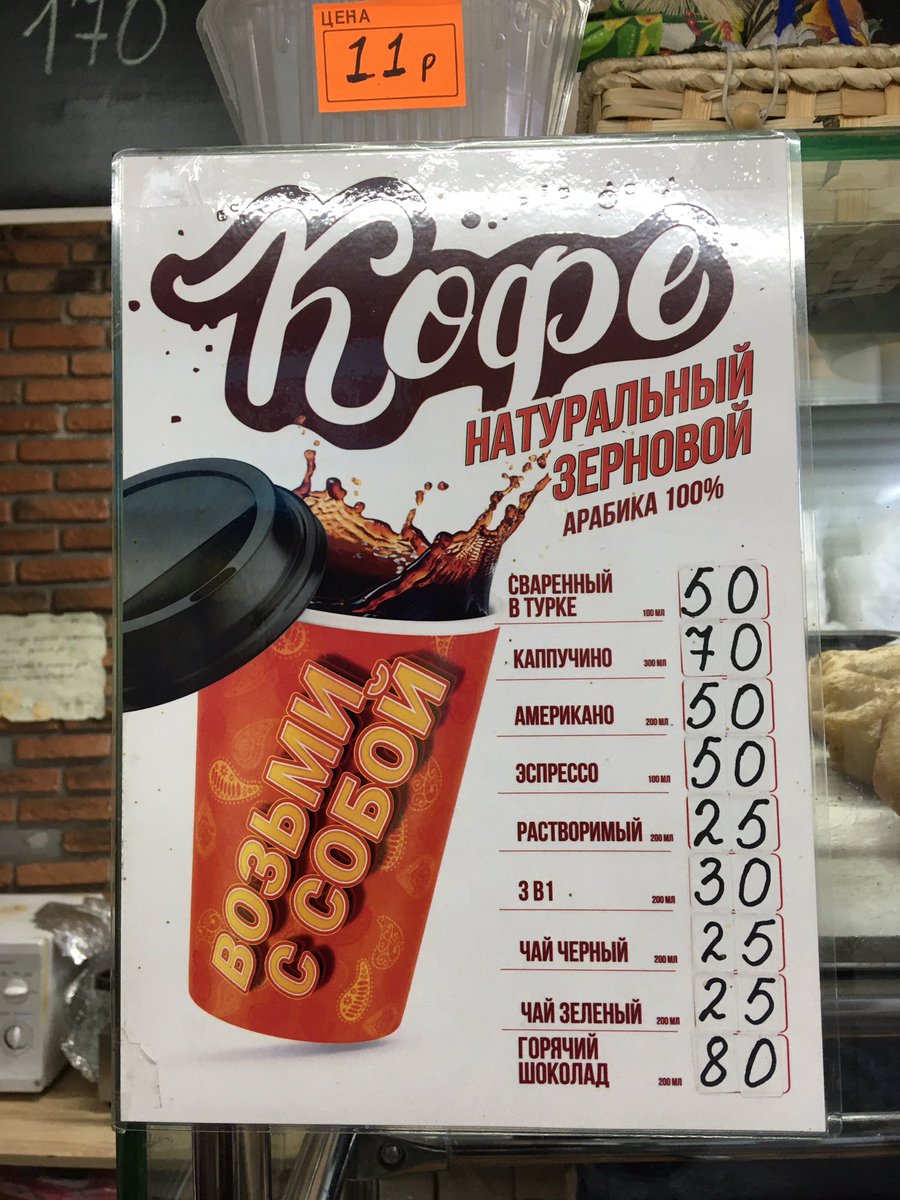 170
ЦЕНА
11 р
Кофе
НАТУРАЛЬНЫЙ
ЗЕРНОВОЙ
АРАБИКА 100%
ВОЗЬМИ
С СОБОЙ
СВАРЕННЫЙ
В ТУРКЕ 100 МЛ 50
КАППУЧИНО 300 МЛ 70
АМЕРИКАНО 200 МЛ 50
ЭСПРЕССО 100 МЛ 50
РАСТВОРИМЫЙ 200 МЛ 25
3 В1 200 МЛ 30
ЧАЙ ЧЕРНЫЙ 200 МЛ 25
ЧАЙ ЗЕЛЕНЫЙ 200 МЛ 25
ГОРЯЧИЙ
ШОКОЛАД 200 МЛ 80